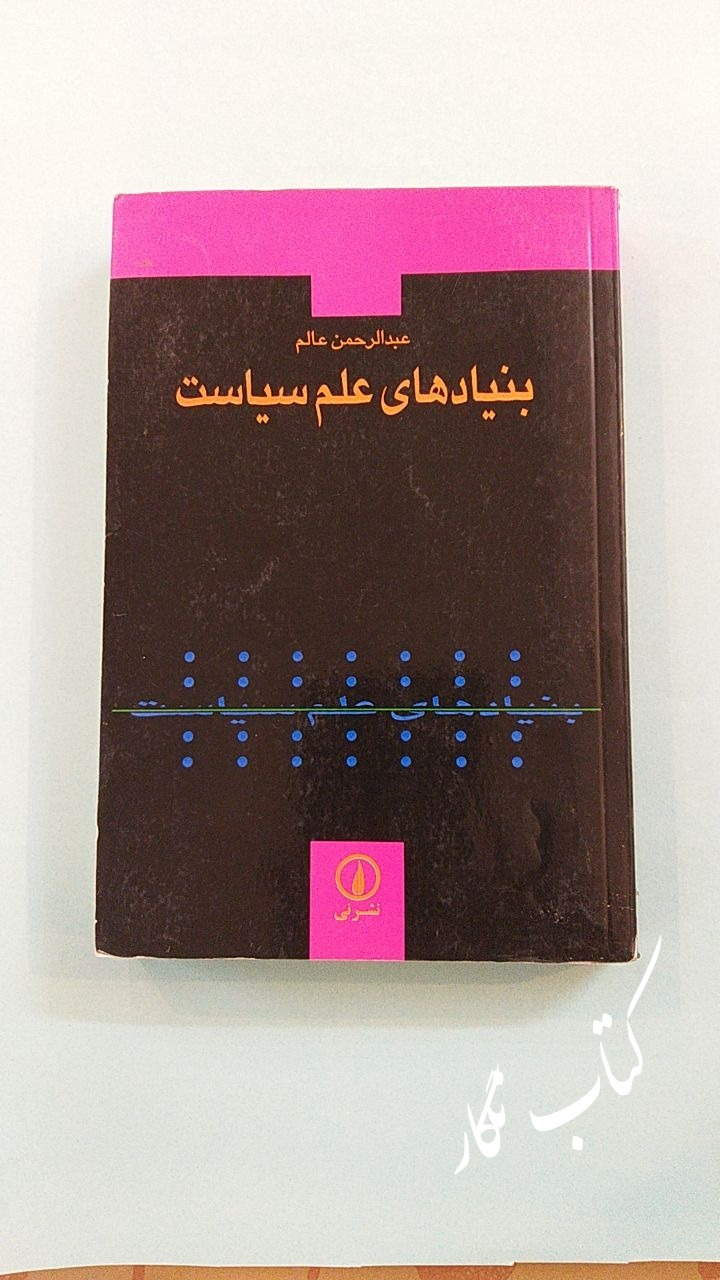 عبدالرحمن عالم
بنیادهای علم سیاست
بنیادهای علم سیاست
نشر نی
کتاب نگار